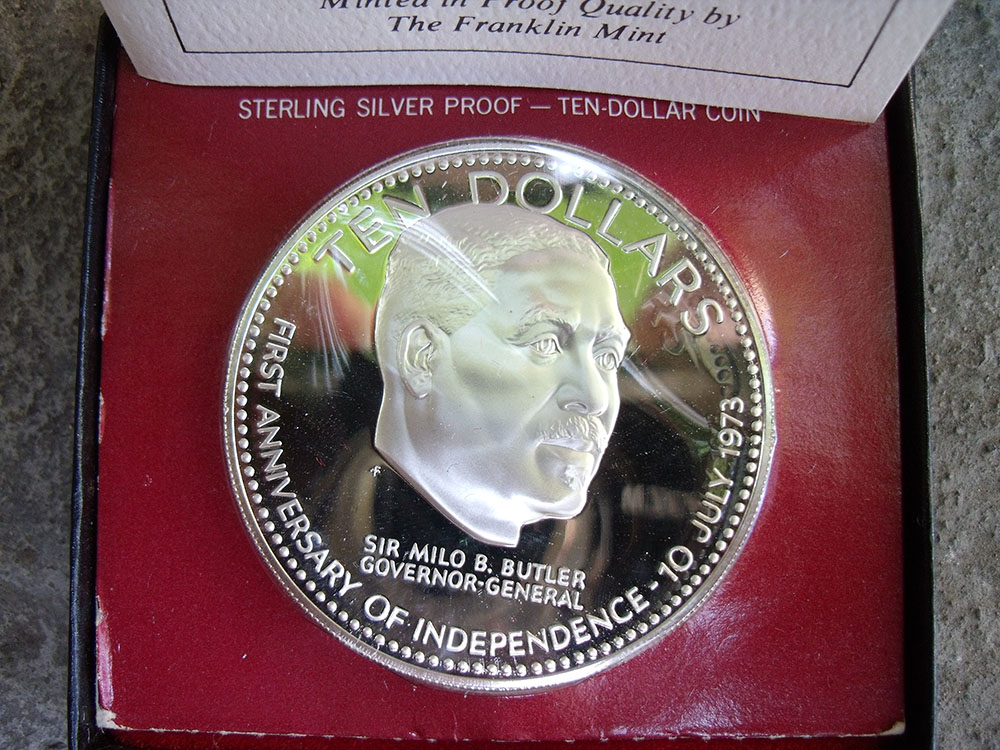 Minted in Proof Quality by
The Franklin Mint
STERLING SILVER PROOF — TEN-DOLLAR COIN
TEN DOLLARS
SIR MILO B. BUTLER
GOVERNOR-GENERAL
FIRST ANNIVERSARY OF INDEPENDENCE - 10 JULY 1973